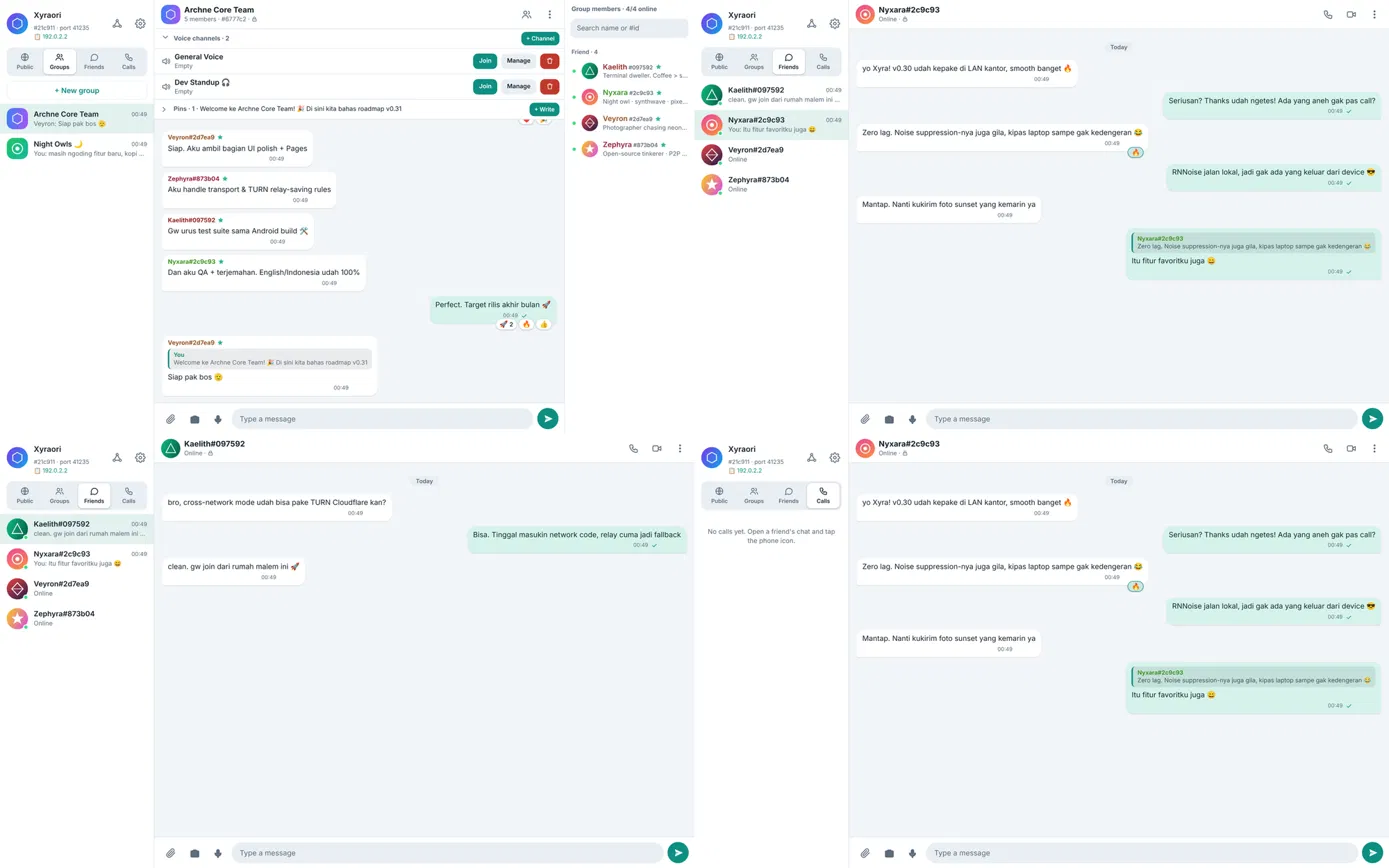 Xyraori
#21c911 · port 41235
📋 192.0.2.2
Public
Groups
Friends
Calls
+ New group
Archne Core Team 00:49
Veyron: Siap pak bos 🫡
Night Owls 🌙 00:49
You: masih ngoding fitur baru, kopi ...
Archne Core Team
5 members · #8777c2 · 🔒
Voice channels · 2
+ Channel
General Voice
Empty
Join
Manage
Dev Standup 🎧
Empty
Join
Manage
Pins · 1 · Welcome ke Archne Core Team! 🎉 Di sini kita bahas roadmap v0.31
+ Write
Veyron#2d7ea9 ★
Siap. Aku ambil bagian UI polish + Pages
00:49
Zephyra#873b04 ★
Aku handle transport & TURN relay-saving rules
00:49
Kaelith#097592 ★
Gw urus test suite sama Android build 🛠️
00:49
Nyxara#2c9c93 ★
Dan aku QA + terjemahan. English/Indonesia udah 100%
00:49
Perfect. Target rilis akhir bulan 🚀
00:49 ✓
🚀 2 🔥 👍
Veyron#2d7ea9 ★
You
Welcome ke Archne Core Team! 🎉 Di sini kita bahas roadmap v0.31
Siap pak bos 🫡
00:49
Type a message
Group members · 4/4 online
Search name or #id
Friend · 4
Kaelith #097592 ★
Terminal dweller. Coffee > s...
Nyxara #2c9c93 ★
Night owl · synthwave · pixe...
Veyron #2d7ea9 ★
Photographer chasing neon...
Zephyra #873b04 ★
Open-source tinkerer · P2P ...
Xyraori
#21c911 · port 41235
📋 192.0.2.2
Public
Groups
Friends
Calls
Kaelith#097592 00:49
clean. gw join dari rumah malem ini ...
Nyxara#2c9c93 00:49
You: Itu fitur favoritku juga 😄
Veyron#2d7ea9
Online
Zephyra#873b04
Online
Nyxara#2c9c93
Online · 🔒
Today
yo Xyra! v0.30 udah kepake di LAN kantor, smooth banget 🔥
00:49
Seriusan? Thanks udah ngetes! Ada yang aneh gak pas call?
00:49 ✓
Zero lag. Noise suppression-nya juga gila, kipas laptop sampe gak kedengeran 😂
00:49
🔥
RNNoise jalan lokal, jadi gak ada yang keluar dari device 😎
00:49 ✓
Mantap. Nanti kukirim foto sunset yang kemarin ya
00:49
Nyxara#2c9c93
Zero lag. Noise suppression-nya juga gila, kipas laptop sampe gak kedengeran 😂
Itu fitur favoritku juga 😄
00:49 ✓
Type a message
Xyraori
#21c911 · port 41235
📋 192.0.2.2
Public
Groups
Friends
Calls
Kaelith#097592 00:49
clean. gw join dari rumah malem ini ...
Nyxara#2c9c93 00:49
You: Itu fitur favoritku juga 😄
Veyron#2d7ea9
Online
Zephyra#873b04
Online
Kaelith#097592
Online · 🔒
Today
bro, cross-network mode udah bisa pake TURN Cloudflare kan?
00:49
Bisa. Tinggal masukin network code, relay cuma jadi fallback
00:49 ✓
clean. gw join dari rumah malem ini 🚀
00:49
Type a message
Xyraori
#21c911 · port 41235
📋 192.0.2.2
Public
Groups
Friends
Calls
No calls yet. Open a friend's chat and tap
the phone icon.
Nyxara#2c9c93
Online · 🔒
Today
yo Xyra! v0.30 udah kepake di LAN kantor, smooth banget 🔥
00:49
Seriusan? Thanks udah ngetes! Ada yang aneh gak pas call?
00:49 ✓
Zero lag. Noise suppression-nya juga gila, kipas laptop sampe gak kedengeran 😂
00:49
🔥
RNNoise jalan lokal, jadi gak ada yang keluar dari device 😎
00:49 ✓
Mantap. Nanti kukirim foto sunset yang kemarin ya
00:49
Nyxara#2c9c93
Zero lag. Noise suppression-nya juga gila, kipas laptop sampe gak kedengeran 😂
Itu fitur favoritku juga 😄
00:49 ✓
Type a message